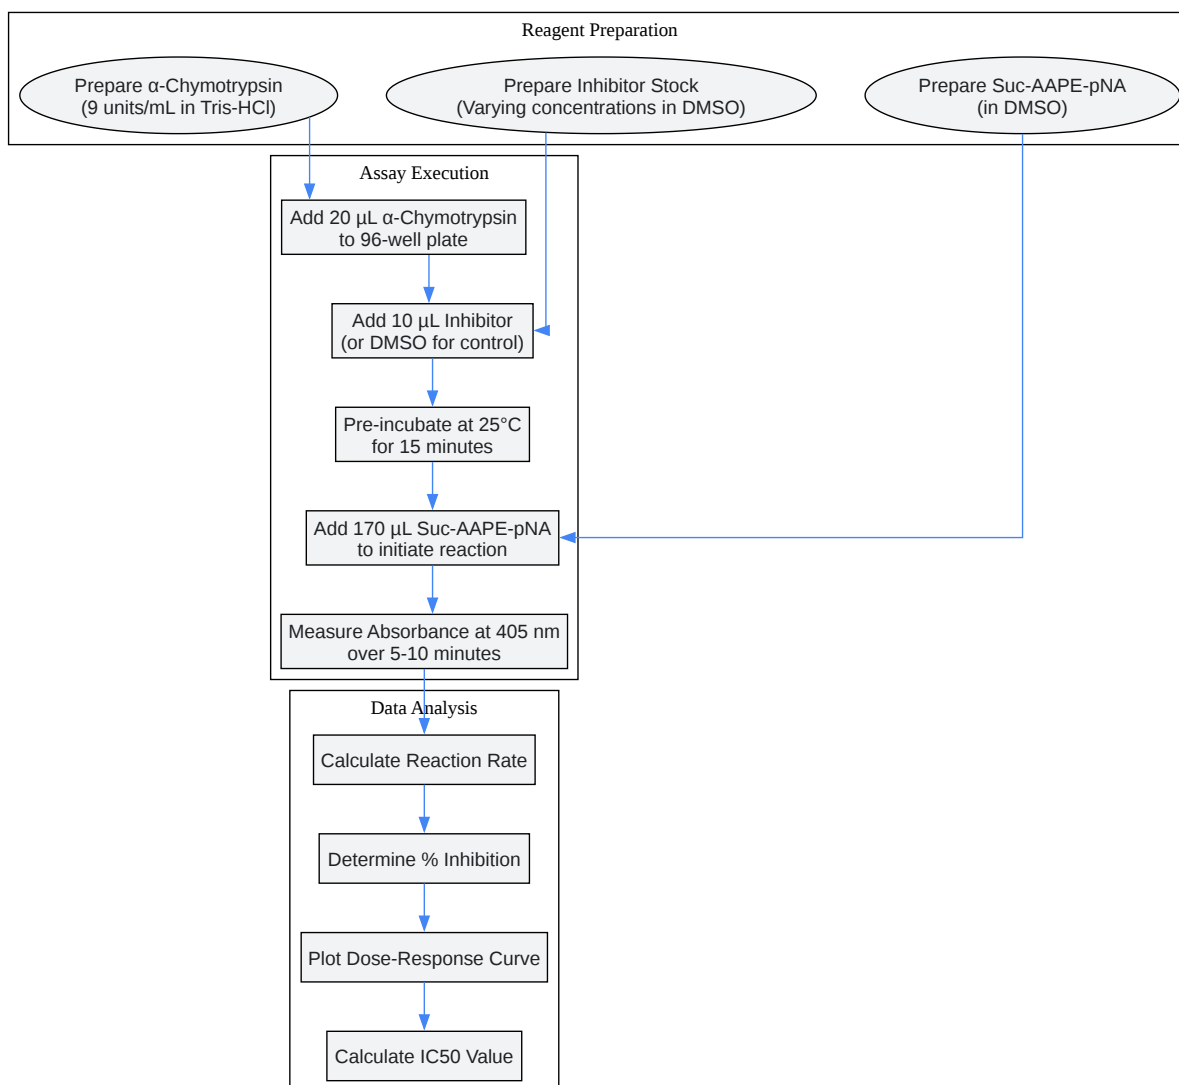 Reagent Preparation
Prepare α-Chymotrypsin
(9 units/mL in Tris-HCl)
Prepare Inhibitor Stock
(Varying concentrations in DMSO)
Prepare Suc-AAPE-pNA
(in DMSO)
Assay Execution
Add 20 µL α-Chymotrypsin
to 96-well plate
Add 10 µL Inhibitor
(or DMSO for control)
Pre-incubate at 25°C
for 15 minutes
Add 170 µL Suc-AAPE-pNA
to initiate reaction
Measure Absorbance at 405 nm
over 5-10 minutes
Data Analysis
Calculate Reaction Rate
Determine % Inhibition
Plot Dose-Response Curve
Calculate IC50 Value